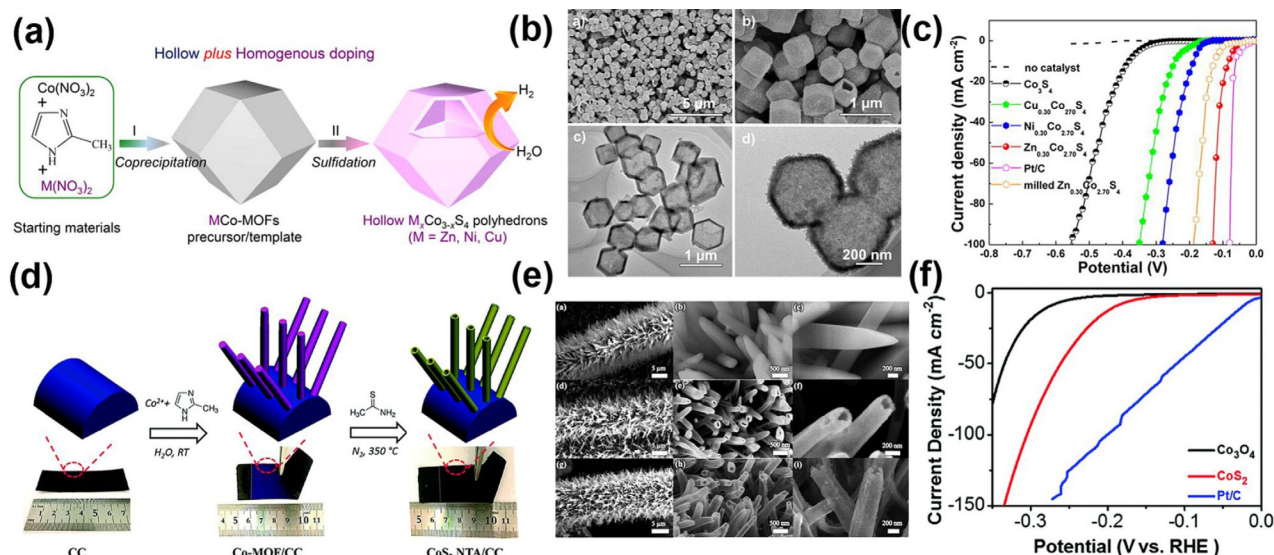 (a)
Hollow plus Homogenous doping
Co(NO₃)₂
+
N
N
H
CH₃
+
M(NO₃)₂
Starting materials
I
Coprecipitation
MCo-MOFs
precursor/template
II
Sulfidation
H₂
H₂O
Hollow MₓCo₃₋ₓS₄ polyhedrons
(M = Zn, Ni, Cu)
(b)
a)
5 μm
b)
1 μm
c)
1 μm
d)
200 nm
(c)
Current density (mA cm⁻²)
0
-20
-40
-60
-80
-100
no catalyst
Co₃S₄
Cu₀.₃₀Co₂₇₀S₄
Ni₀.₃₀Co₂.₇₀S₄
Zn₀.₃₀Co₂.₇₀S₄
Pt/C
milled Zn₀.₃₀Co₂.₇₀S₄
-0.8 -0.7 -0.6 -0.5 -0.4 -0.3 -0.2 -0.1 0.0
Potential (V)
(d)
Co²⁺+
N
N
H
CH₃
H₂O, RT
S
H₃C
NH₂
N₂, 350 °C
CC
Co-MOF/CC
CoS₂ NTA/CC
(e)
(a)
5 μm
(b)
500 nm
(c)
200 nm
(d)
5 μm
(e)
500 nm
(f)
200 nm
(g)
5 μm
(h)
500 nm
(i)
200 nm
(f)
Current Density (mA cm⁻²)
0
-50
-100
-150
Co₃O₄
CoS₂
Pt/C
-0.3 -0.2 -0.1 0.0
Potential (V vs. RHE)